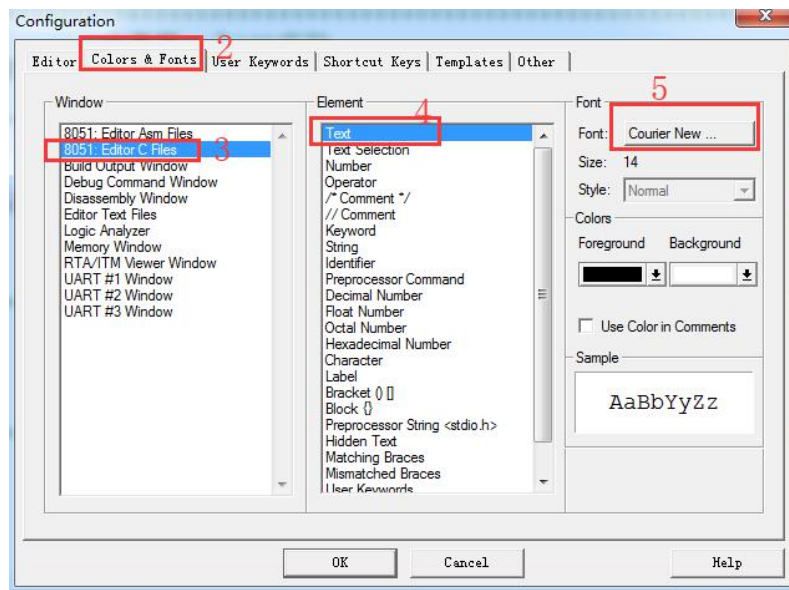 Configuration
X
2
Editor Colors & Fonts User Keywords Shortcut Keys Templates Other
Window
8051: Editor Asm Files
8051: Editor C Files
3
Build Output Window
Debug Command Window
Disassembly Window
Editor Text Files
Logic Analyzer
Memory Window
RTA/ITM Viewer Window
UART #1 Window
UART #2 Window
UART #3 Window
Element
4
Text
Text Selection
Number
Operator
/* Comment */
// Comment
Keyword
String
Identifier
Preprocessor Command
Decimal Number
Float Number
Octal Number
Hexadecimal Number
Character
Label
Bracket () []
Block {}
Preprocessor String <stdio.h>
Hidden Text
Matching Braces
Mismatched Braces
User Keywords
Font
5
Font: Courier New ...
Size: 14
Style: Normal
Colors
Foreground Background
Use Color in Comments
Sample
AaBbYyZz
OK Cancel Help